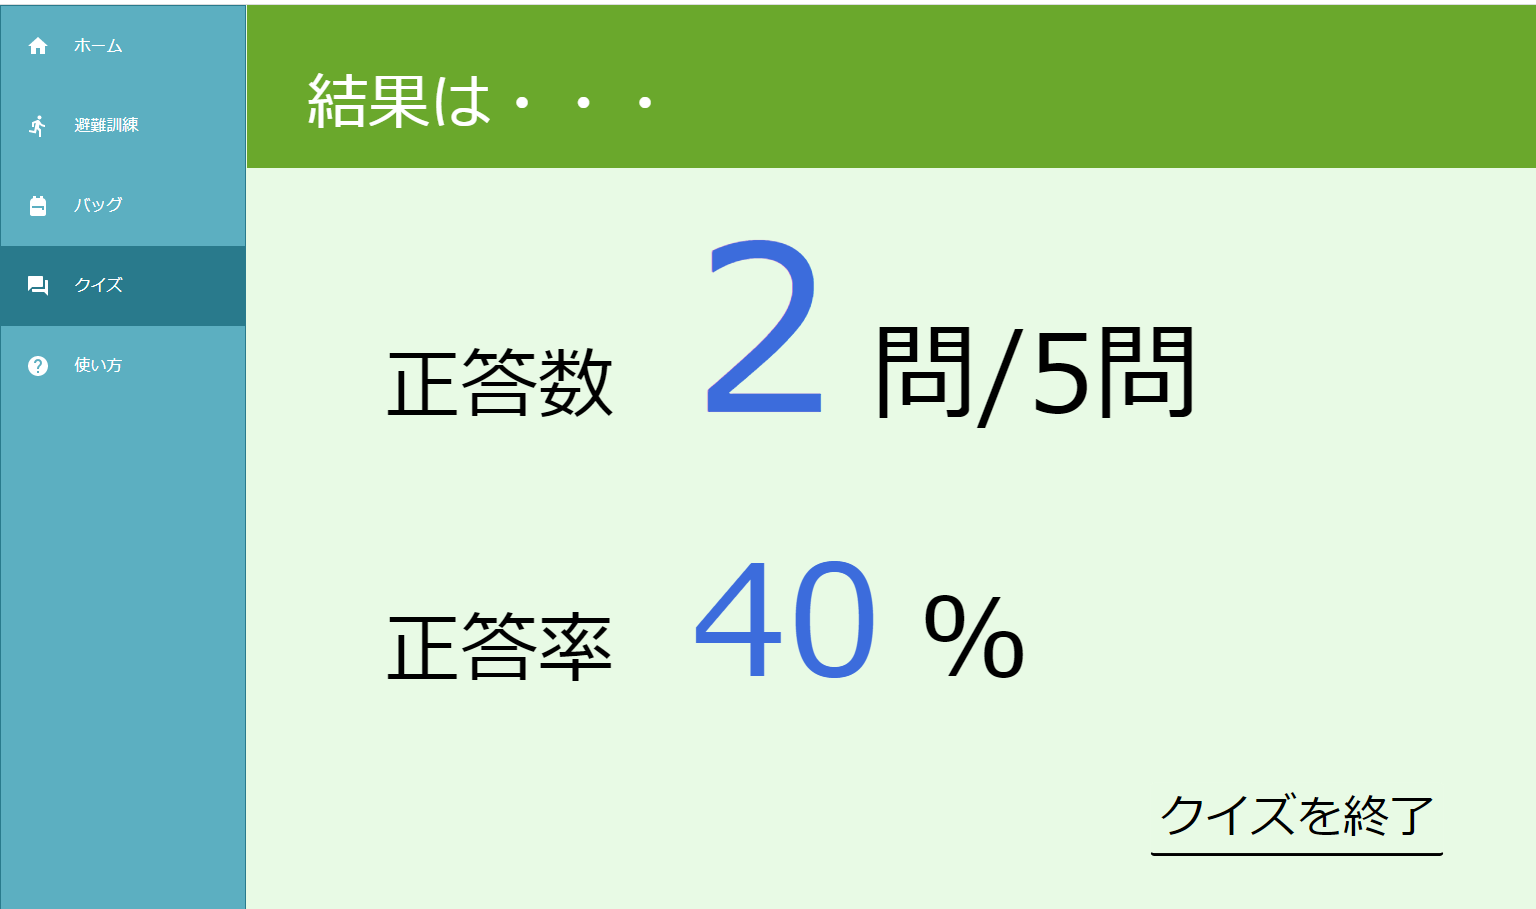 ホーム
避難訓練
バッグ
クイズ
使い方
結果は・・・
正答数 2 問/5問
正答率 40 %
クイズを終了